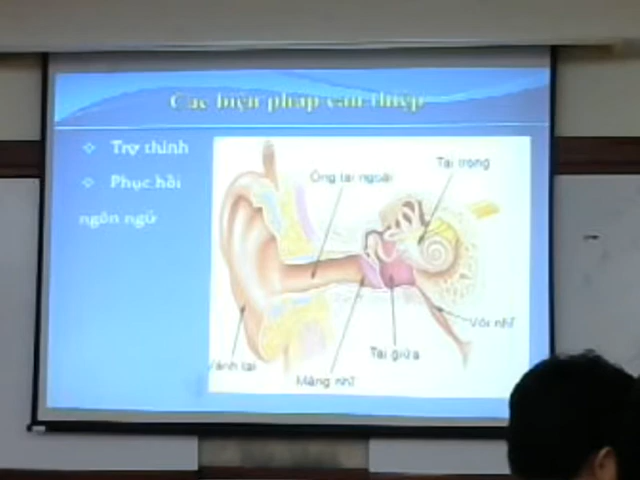 Các biện pháp can thiệp
Trợ thính
Phục hồi
ngôn ngữ
Ống tai ngoài
Tai trong
Vòi nhĩ
Tai giữa
Vành tai
Màng nhĩ